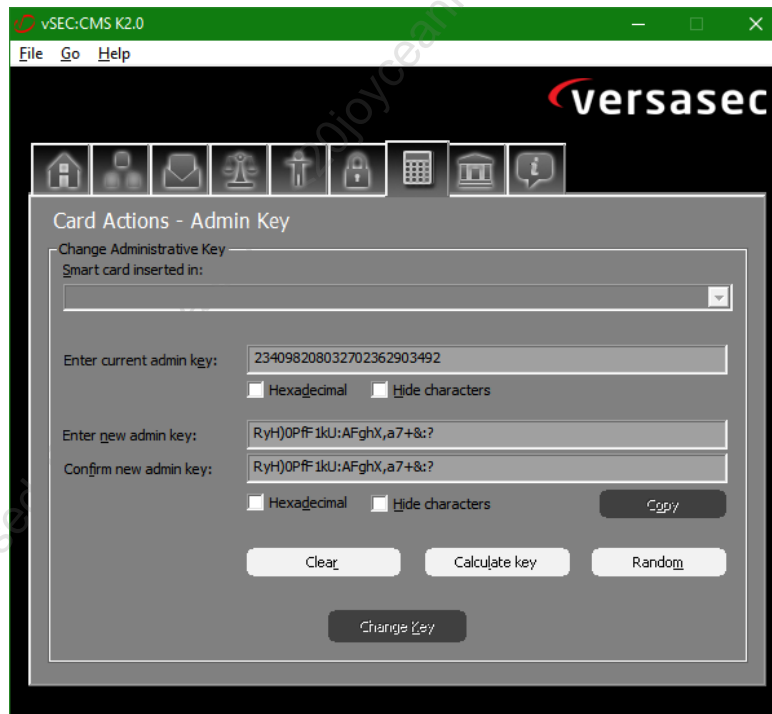 vSEC:CMS K2.0
File Go Help
versasec
Card Actions - Admin Key
Change Administrative Key
Smart card inserted in:
Enter current admin key: 234098208032702362903492
Hexadecimal Hide characters
Enter new admin key: RyH)0PfF1kU:AFghX,a7+&:?
Confirm new admin key: RyH)0PfF1kU:AFghX,a7+&:?
Hexadecimal Hide characters Copy
Clear Calculate key Random
Change Key